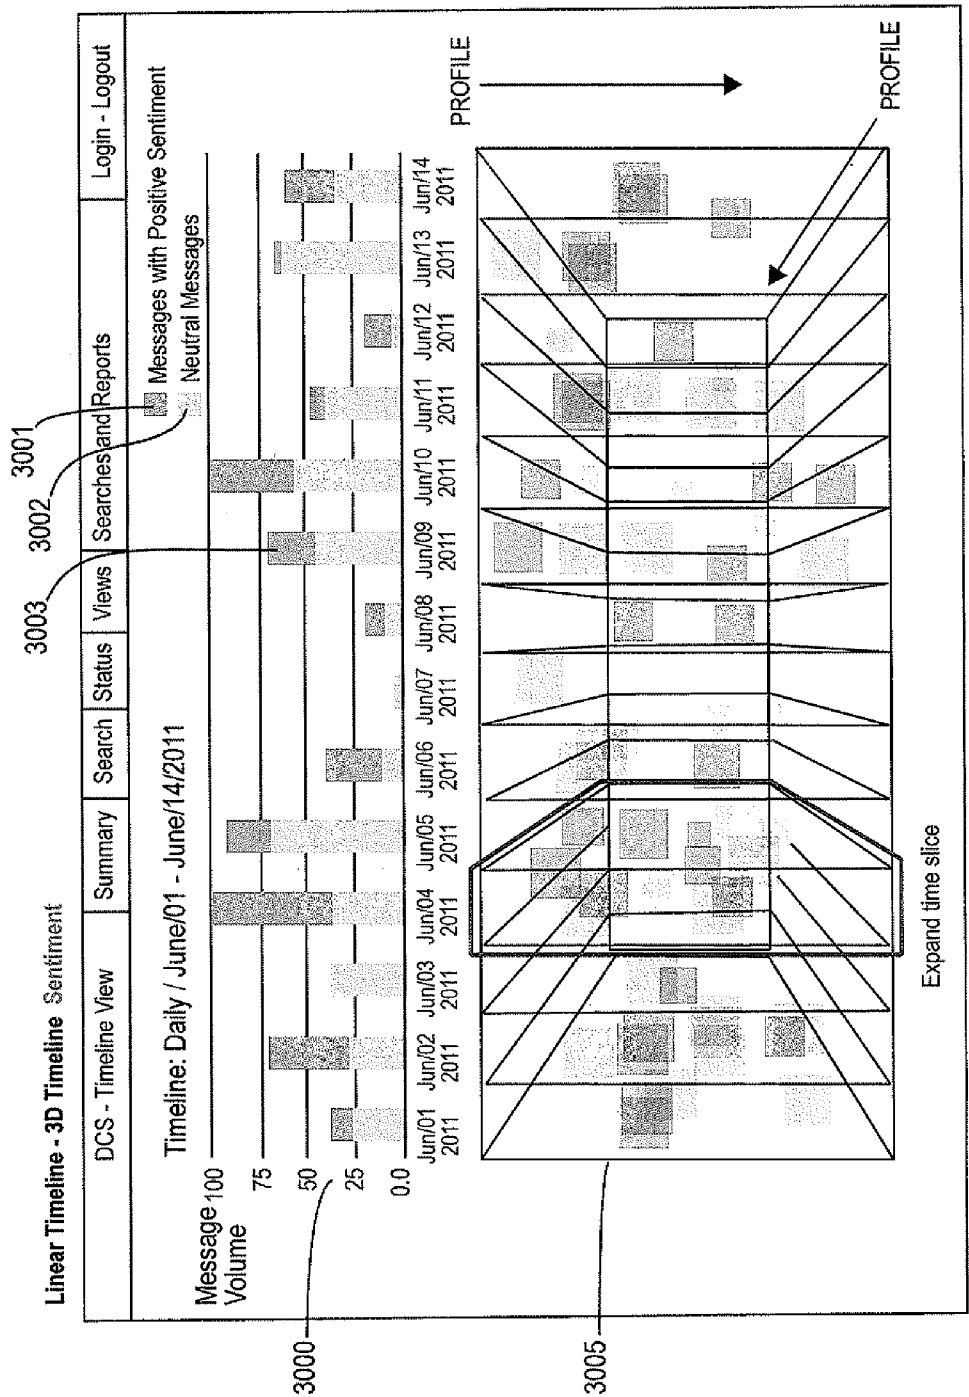 Linear Timeline - 3D Timeline Sentiment
DCS - Timeline View
Summary
Search
Status
Views
Searches and Reports
Login - Logout
3001
3002
3003
Messages with Positive Sentiment
Neutral Messages
Timeline: Daily / June/01 - June/14/2011
Message
Volume
100
75
50
25
0.0
3000
Jun/01
2011
Jun/02
2011
Jun/03
2011
Jun/04
2011
Jun/05
2011
Jun/06
2011
Jun/07
2011
Jun/08
2011
Jun/09
2011
Jun/10
2011
Jun/11
2011
Jun/12
2011
Jun/13
2011
Jun/14
2011
PROFILE
PROFILE
3005
Expand time slice